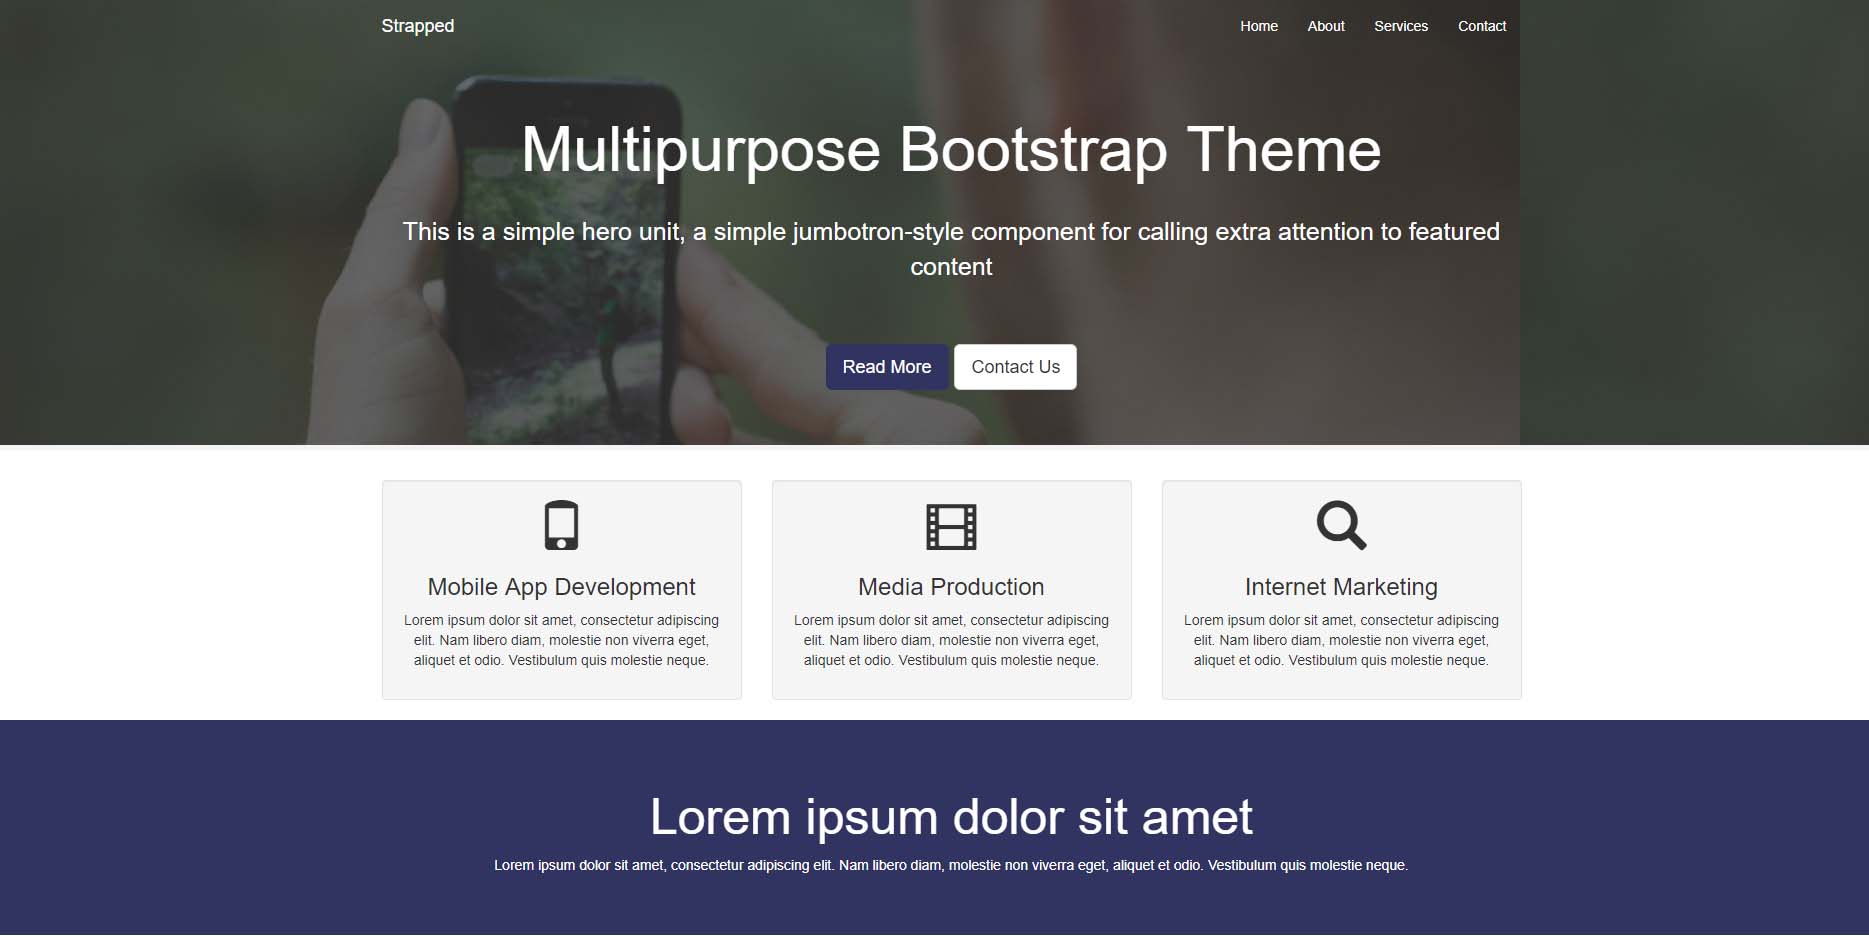 Strapped
Home About Services Contact
Multipurpose Bootstrap Theme
This is a simple hero unit, a simple jumbotron-style component for calling extra attention to featured
content
Read More Contact Us
Mobile App Development
Lorem ipsum dolor sit amet, consectetur adipiscing
elit. Nam libero diam, molestie non viverra eget,
aliquet et odio. Vestibulum quis molestie neque.
Media Production
Lorem ipsum dolor sit amet, consectetur adipiscing
elit. Nam libero diam, molestie non viverra eget,
aliquet et odio. Vestibulum quis molestie neque.
Internet Marketing
Lorem ipsum dolor sit amet, consectetur adipiscing
elit. Nam libero diam, molestie non viverra eget,
aliquet et odio. Vestibulum quis molestie neque.
Lorem ipsum dolor sit amet
Lorem ipsum dolor sit amet, consectetur adipiscing elit. Nam libero diam, molestie non viverra eget, aliquet et odio. Vestibulum quis molestie neque.